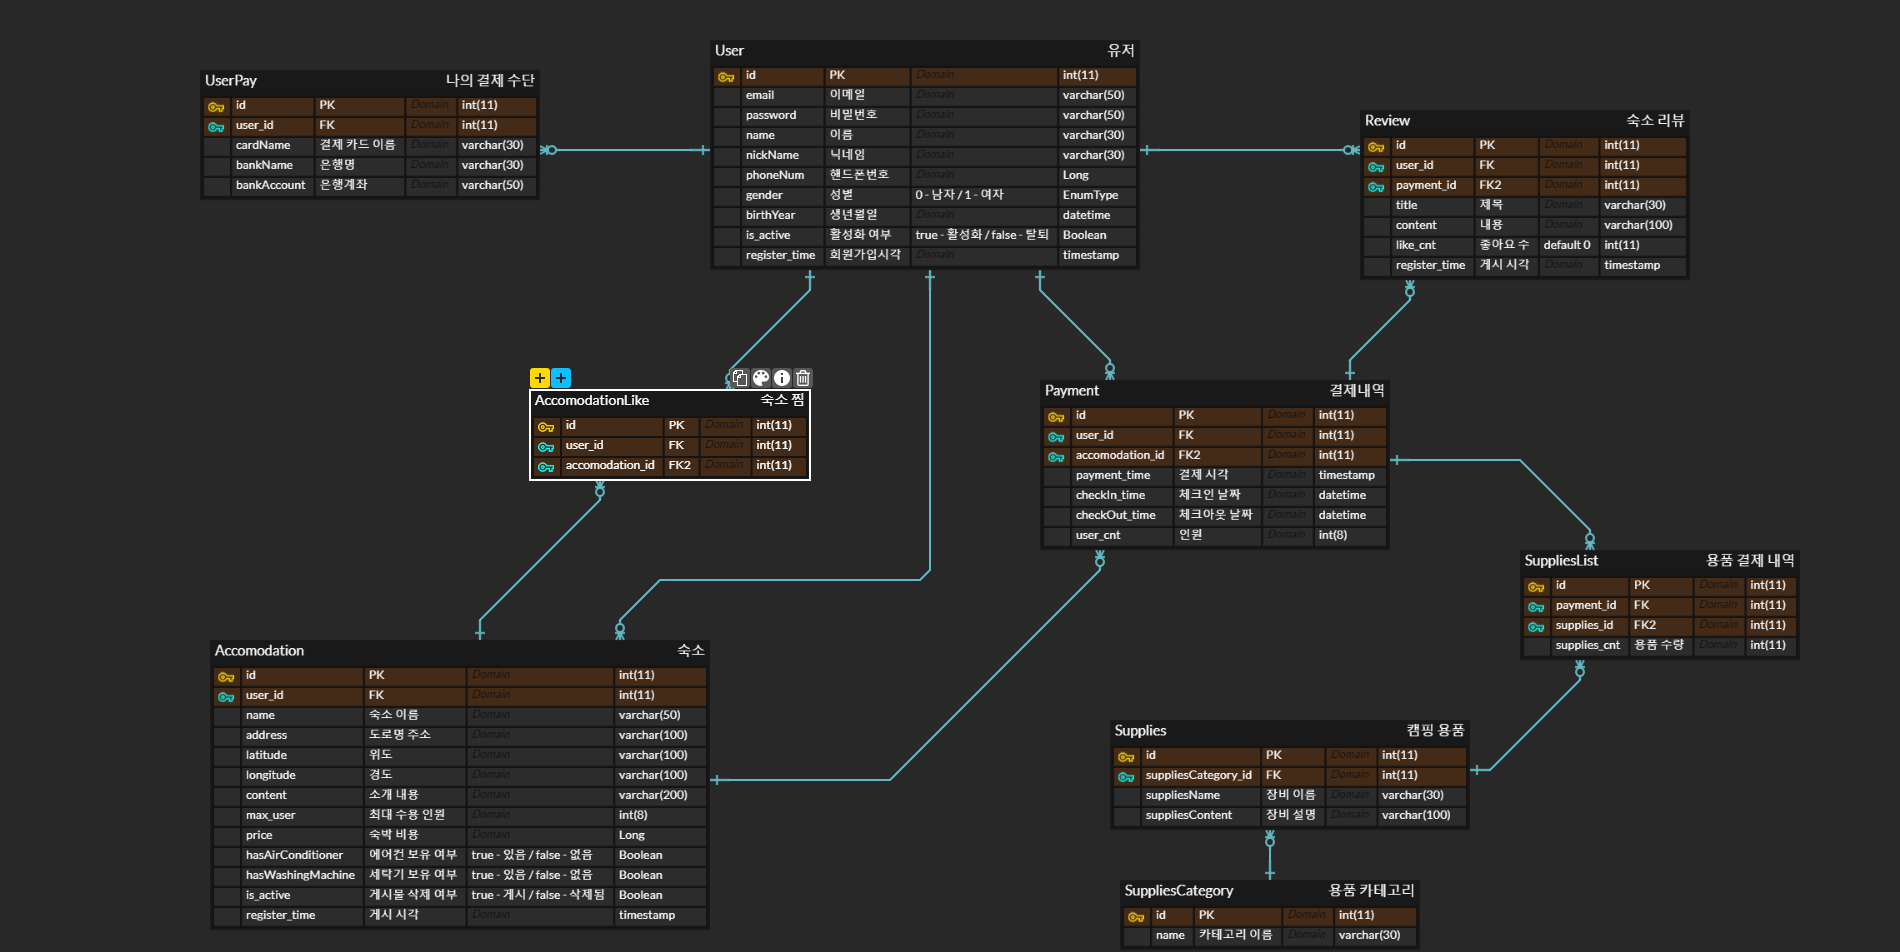 User 유저
id PK Domain int(11)
email 이메일 Domain varchar(50)
password 비밀번호 Domain varchar(50)
name 이름 Domain varchar(30)
nickName 닉네임 Domain varchar(30)
phoneNum 핸드폰번호 Domain Long
gender 성별 0 - 남자 / 1 - 여자 EnumType
birthYear 생년월일 Domain datetime
is_active 활성화 여부 true - 활성화 / false - 탈퇴 Boolean
register_time 회원가입시각 Domain timestamp
UserPay 나의 결제 수단
id PK Domain int(11)
user_id FK Domain int(11)
cardName 결제 카드 이름 Domain varchar(30)
bankName 은행명 Domain varchar(30)
bankAccount 은행계좌 Domain varchar(50)
Review 숙소 리뷰
id PK Domain int(11)
user_id FK Domain int(11)
payment_id FK2 Domain int(11)
title 제목 Domain varchar(30)
content 내용 Domain varchar(100)
like_cnt 좋아요 수 default 0 int(11)
register_time 게시 시각 Domain timestamp
AccomodationLike 숙소 찜
id PK Domain int(11)
user_id FK Domain int(11)
accomodation_id FK2 Domain int(11)
Payment 결제내역
id PK Domain int(11)
user_id FK Domain int(11)
accomodation_id FK2 Domain int(11)
payment_time 결제 시각 Domain timestamp
checkIn_time 체크인 날짜 Domain datetime
checkOut_time 체크아웃 날짜 Domain datetime
user_cnt 인원 Domain int(8)
SuppliesList 용품 결제 내역
id PK Domain int(11)
payment_id FK Domain int(11)
supplies_id FK2 Domain int(11)
supplies_cnt 용품 수량 Domain int(11)
Accomodation 숙소
id PK Domain int(11)
user_id FK Domain int(11)
name 숙소 이름 Domain varchar(50)
address 도로명 주소 Domain varchar(100)
latitude 위도 Domain varchar(100)
longitude 경도 Domain varchar(100)
content 소개 내용 Domain varchar(200)
max_user 최대 수용 인원 Domain int(8)
price 숙박 비용 Domain Long
hasAirConditioner 에어컨 보유 여부 true - 있음 / false - 없음 Boolean
hasWashingMachine 세탁기 보유 여부 true - 있음 / false - 없음 Boolean
is_active 게시물 삭제 여부 true - 게시 / false - 삭제됨 Boolean
register_time 게시 시각 Domain timestamp
Supplies 캠핑 용품
id PK Domain int(11)
suppliesCategory_id FK Domain int(11)
suppliesName 장비 이름 Domain varchar(30)
suppliesContent 장비 설명 Domain varchar(100)
SuppliesCategory 용품 카테고리
id PK Domain int(11)
name 카테고리 이름 Domain varchar(30)